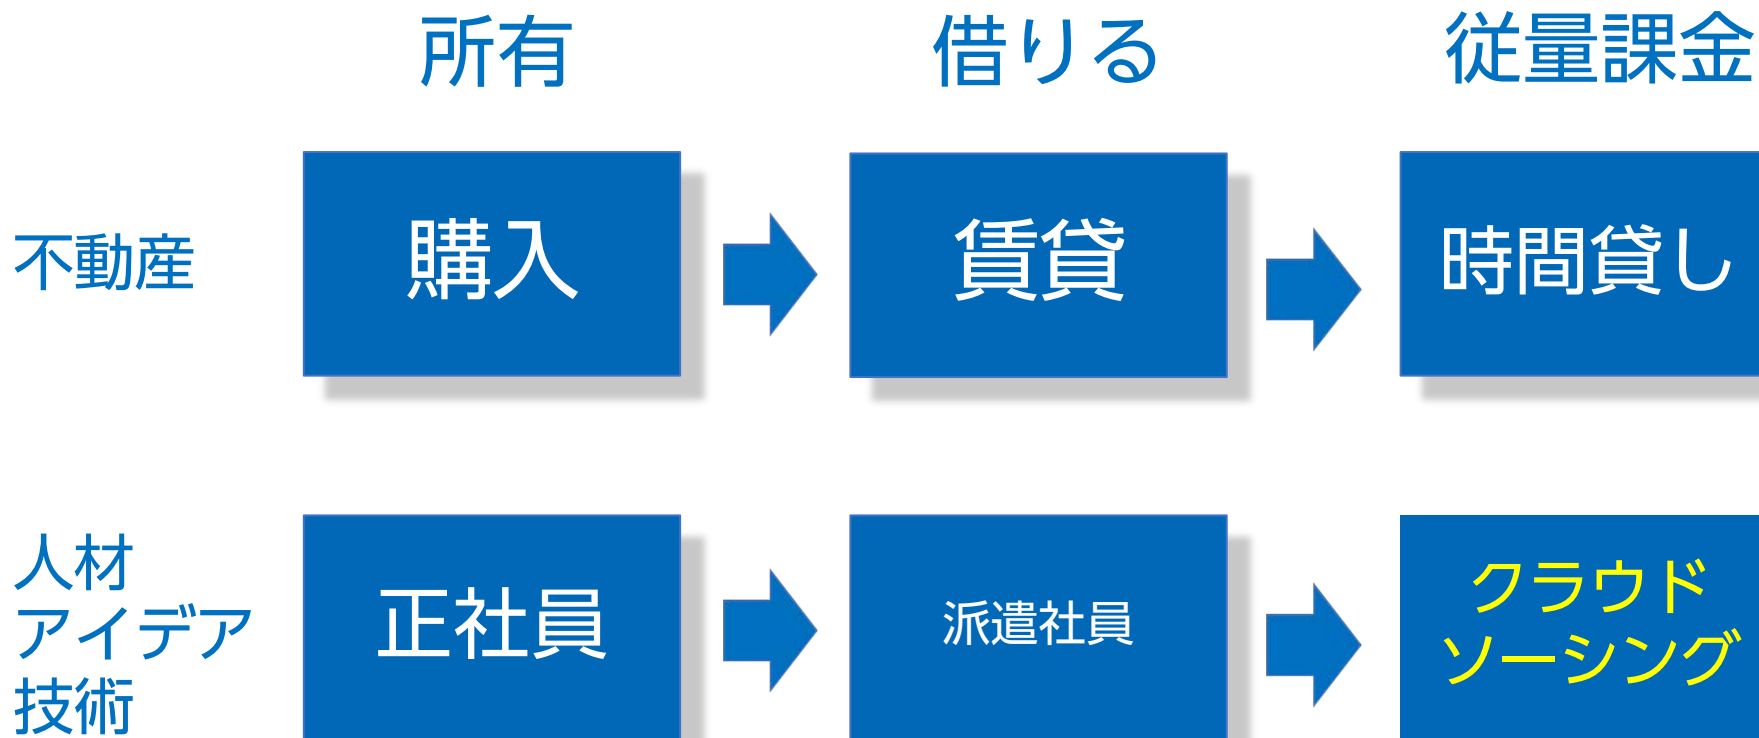 所有 借りる 従量課金
不動産 購入 賃貸 時間貸し
人材
アイデア
技術
正社員
派遣社員
クラウド
ソーシング